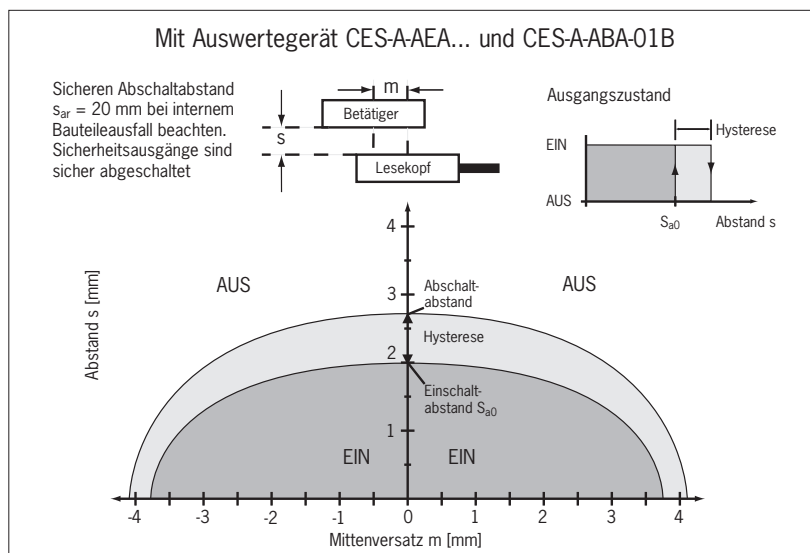 Mit Auswertegerät CES-A-AEA... und CES-A-ABA-01B
Sicheren Abschaltabstand
sar = 20 mm bei internem
Bauteileausfall beachten.
Sicherheitsausgänge sind
sicher abgeschaltet
m
Betätiger
s
Lesekopf
Ausgangszustand
Hysterese
EIN
AUS
Sa0
Abstand s
Abstand s [mm]
4
3
2
1
AUS
AUS
Abschalt-
abstand
Hysterese
Einschalt-
abstand Sa0
EIN
EIN
-4 -3 -2 -1 0 1 2 3 4
Mittenversatz m [mm]